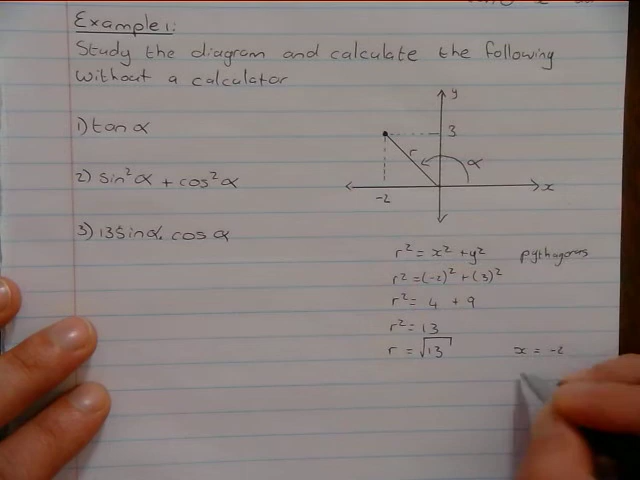 Example 1:
Study the diagram and calculate the following
without a calculator
1) tan α
2) sin²α + cos²α
3) 13 sin α. cos α
y
3
r
α
x
-2
r² = x² + y² pythagoras
r² = (-2)² + (3)²
r² = 4 + 9
r² = 13
r = √13 x = -2